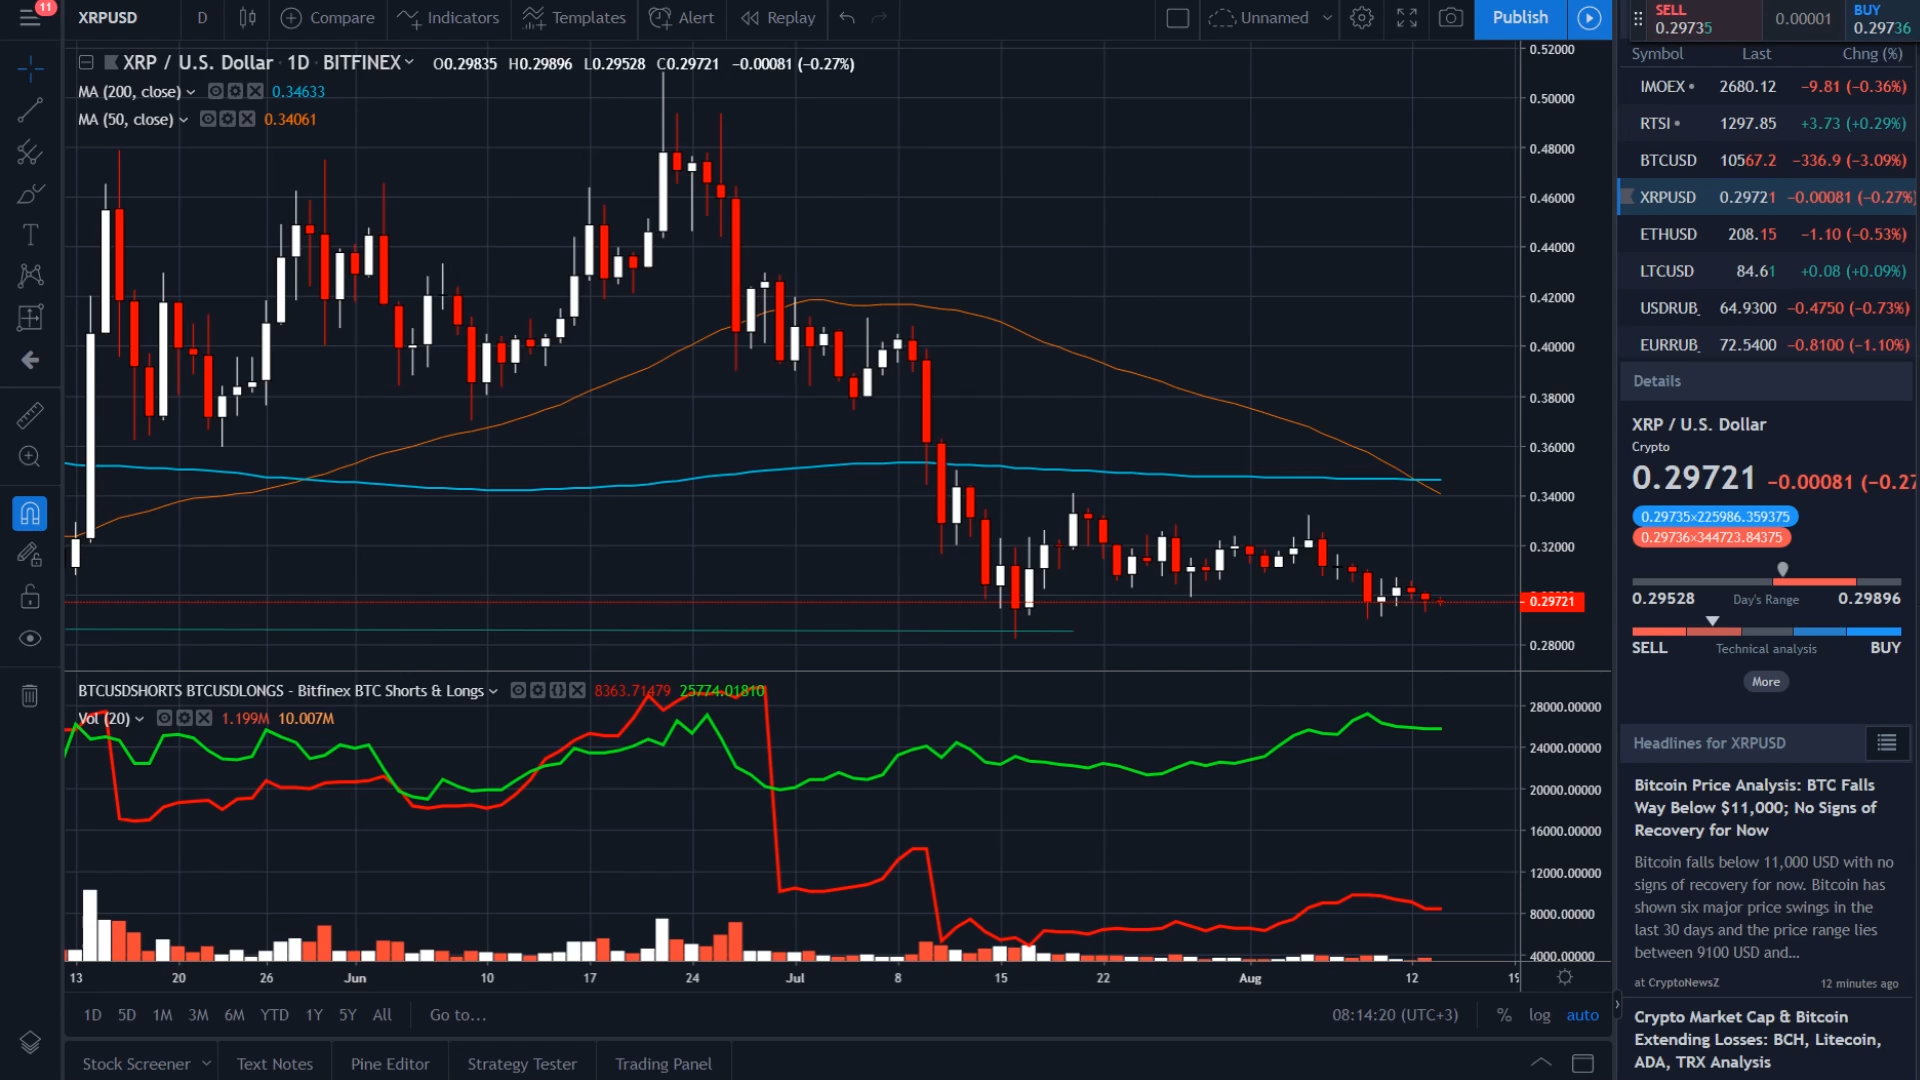 11
XRPUSD D Compare Indicators Templates Alert Replay Unnamed Publish
SELL 0.29735 0.00001 BUY 0.29736
XRP / U.S. Dollar 1D BITFINEX O0.29835 H0.29896 L0.29528 C0.29721 −0.00081 (−0.27%)
MA (200, close) 0.34633
MA (50, close) 0.34061
0.52000
0.50000
0.48000
0.46000
0.44000
0.42000
0.40000
0.38000
0.36000
0.34000
0.32000
0.29721
0.28000
BTCUSDSHORTS BTCUSDLONGS - Bitfinex BTC Shorts & Longs 8363.71479 25774.01810
Vol (20) 1.199M 10.007M
28000.00000
24000.00000
20000.00000
16000.00000
12000.00000
8000.00000
4000.00000
13 20 26 Jun 10 17 24 Jul 8 15 22 Aug 12 19
1D 5D 1M 3M 6M YTD 1Y 5Y All Go to... 08:14:20 (UTC+3) % log auto
Stock Screener Text Notes Pine Editor Strategy Tester Trading Panel
Symbol Last Chng (%)
IMOEX 2680.12 −9.81 (−0.36%)
RTSI 1297.85 +3.73 (+0.29%)
BTCUSD 10567.2 −336.9 (−3.09%)
XRPUSD 0.29721 −0.00081 (−0.27%)
ETHUSD 208.15 −1.10 (−0.53%)
LTCUSD 84.61 +0.08 (+0.09%)
USDRUB_ 64.9300 −0.4750 (−0.73%)
EURRUB_ 72.5400 −0.8100 (−1.10%)
Details
XRP / U.S. Dollar
Crypto
0.29721 −0.00081 (−0.27
0.29735×225986.359375
0.29736×344723.84375
0.29528 Day's Range 0.29896
SELL Technical analysis BUY
More
Headlines for XRPUSD
Bitcoin Price Analysis: BTC Falls
Way Below $11,000; No Signs of
Recovery for Now
Bitcoin falls below 11,000 USD with no
signs of recovery for now. Bitcoin has
shown six major price swings in the
last 30 days and the price range lies
between 9100 USD and...
at CryptoNewsZ 12 minutes ago
Crypto Market Cap & Bitcoin
Extending Losses: BCH, Litecoin,
ADA, TRX Analysis